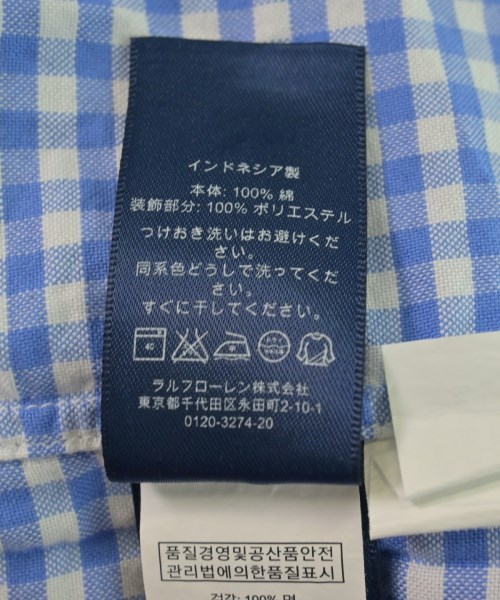 インドネシア製
本体: 100% 綿
装飾部分: 100% ポリエステル
つけおき洗いはお避けくだ
さい。
同系色どうしで洗ってくだ
さい。
すぐに干してください。
40
ラルフローレン株式会社
東京都千代田区永田町2-10-1
0120-3274-20
품질경영및공산품안전
관리법에의한품질표시
겉감: 100% 면